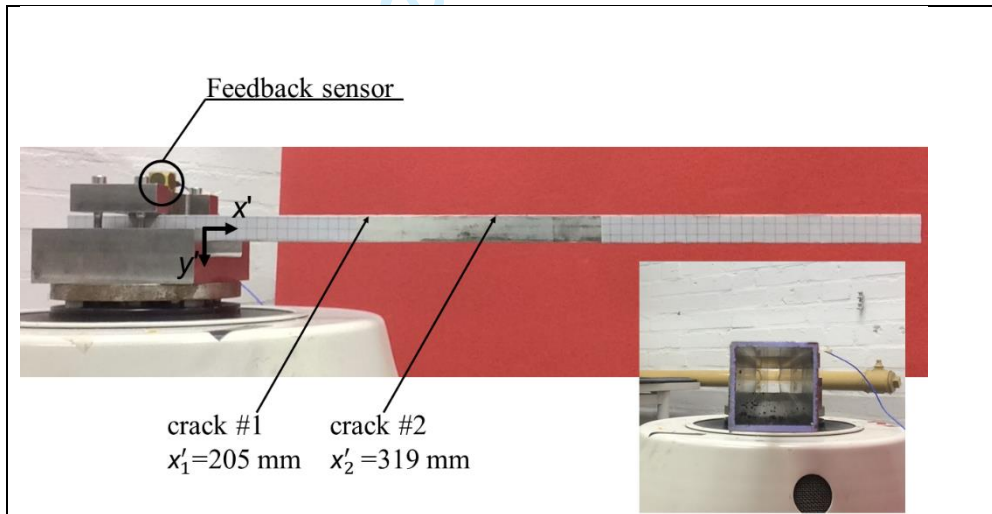 Feedback sensor
x'
y'
crack #1 crack #2
x′₁=205 mm x′₂ =319 mm